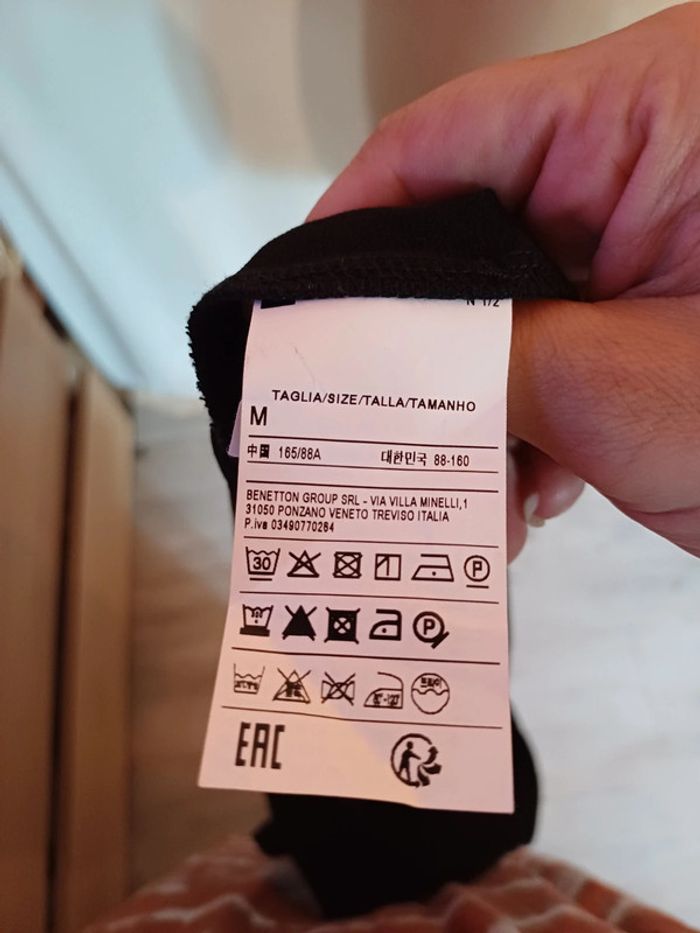 N 1/2
TAGLIA/SIZE/TALLA/TAMANHO
M
中国 165/88A 대한민국 88-160
BENETTON GROUP SRL - VIA VILLA MINELLI,1
31050 PONZANO VENETO TREVISO ITALIA
P.iva 03490770264
30 P
P
EAC